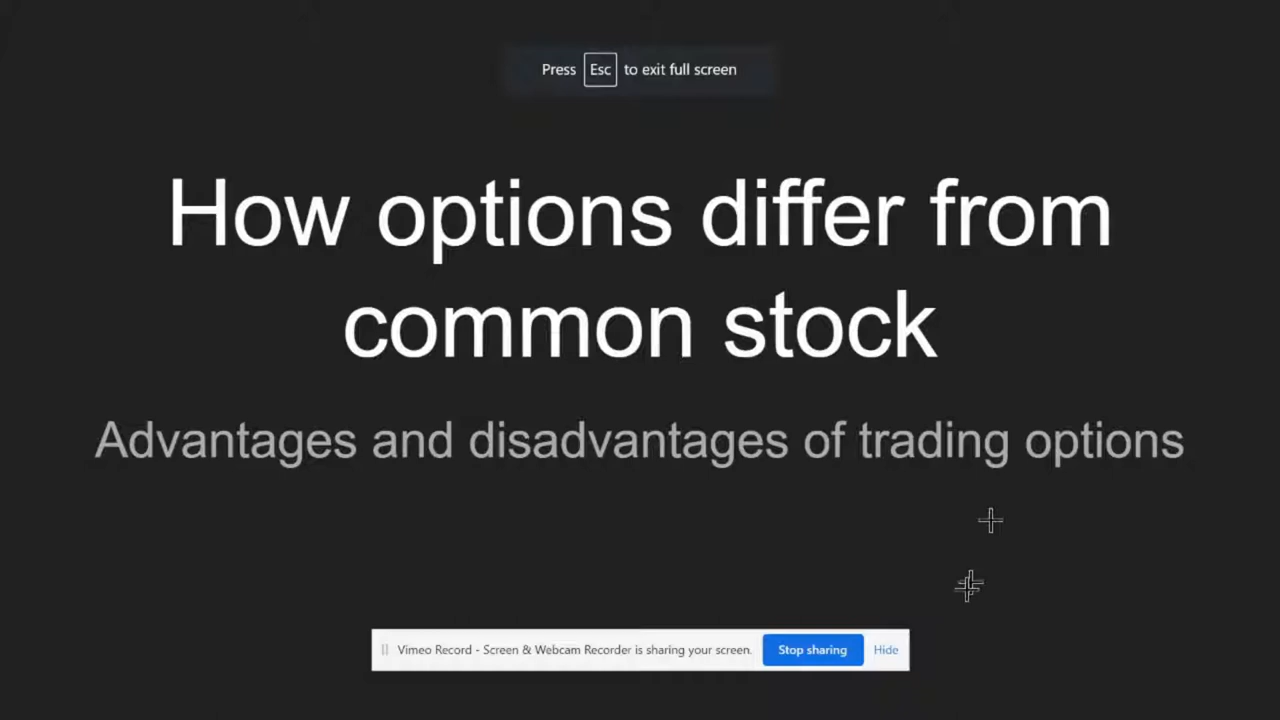 Press Esc to exit full screen
How options differ from
common stock
Advantages and disadvantages of trading options
Vimeo Record - Screen & Webcam Recorder is sharing your screen. Stop sharing Hide